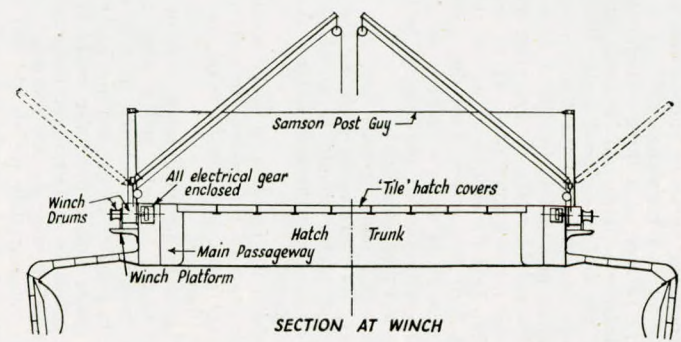 Samson Post Guy
All electrical gear
enclosed
'Tile' hatch covers
Winch
Drums
Hatch Trunk
Main Passageway
Winch Platform
SECTION AT WINCH